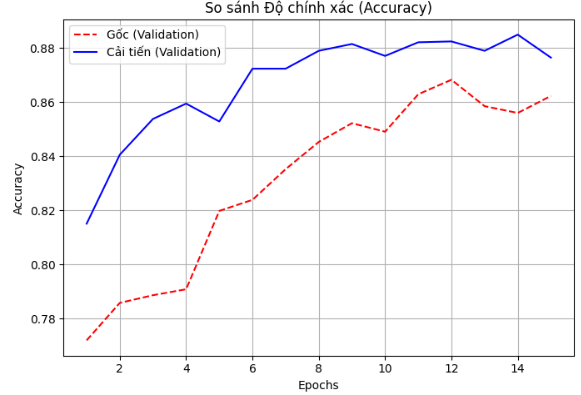 So sánh Độ chính xác (Accuracy)
Gốc (Validation)
Cải tiến (Validation)
Accuracy
0.88
0.86
0.84
0.82
0.80
0.78
2 4 6 8 10 12 14
Epochs